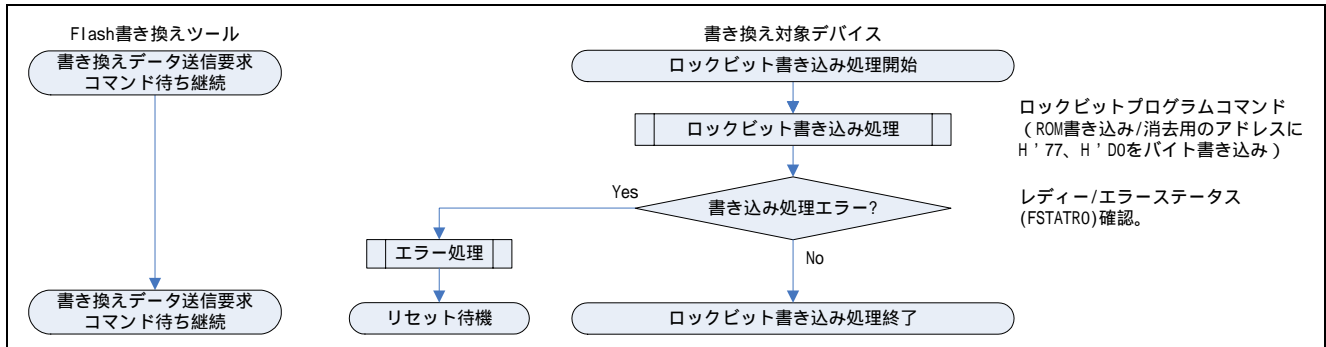 Flash書き換えツール
書き換えデータ送信要求
コマンド待ち継続
書き換えデータ送信要求
コマンド待ち継続
書き換え対象デバイス
ロックビット書き込み処理開始
ロックビット書き込み処理
書き込み処理エラー?
Yes
No
エラー処理
リセット待機
ロックビット書き込み処理終了
ロックビットプログラムコマンド
(ROM書き込み/消去用のアドレスに
H'77、H'D0をバイト書き込み)
レディー/エラーステータス
(FSTATR0)確認。